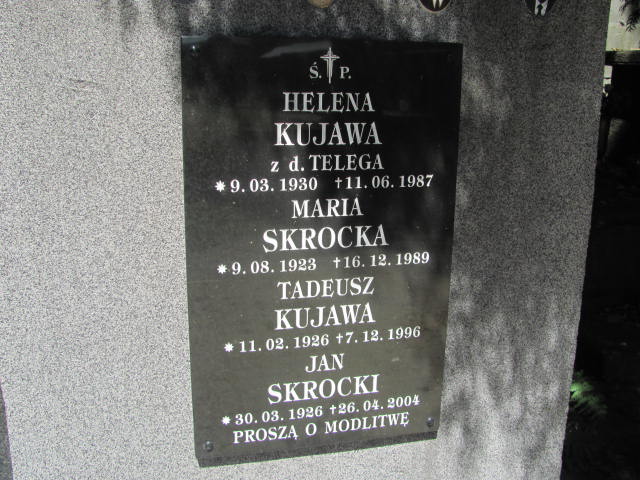 Ś. P.
HELENA
KUJAWA
z d. TELEGA
* 9.03.1930 † 11.06.1987
MARIA
SKROCKA
* 9.08.1923 † 16.12.1989
TADEUSZ
KUJAWA
* 11.02.1926 † 7.12.1996
JAN
SKROCKI
* 30.03.1926 † 26.04.2004
PROSZĄ O MODLITWĘ